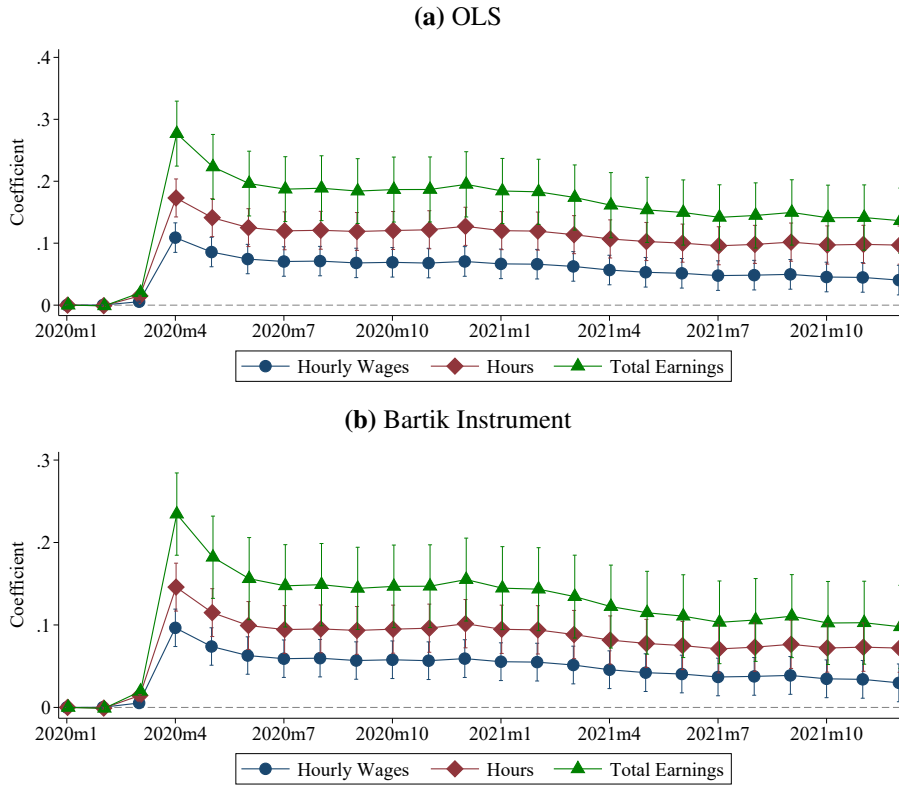 (a) OLS
.4
.3
.2
.1
0
Coefficient
2020m1 2020m4 2020m7 2020m10 2021m1 2021m4 2021m7 2021m10
Hourly Wages Hours Total Earnings
(b) Bartik Instrument
.3
.2
.1
0
Coefficient
2020m1 2020m4 2020m7 2020m10 2021m1 2021m4 2021m7 2021m10
Hourly Wages Hours Total Earnings